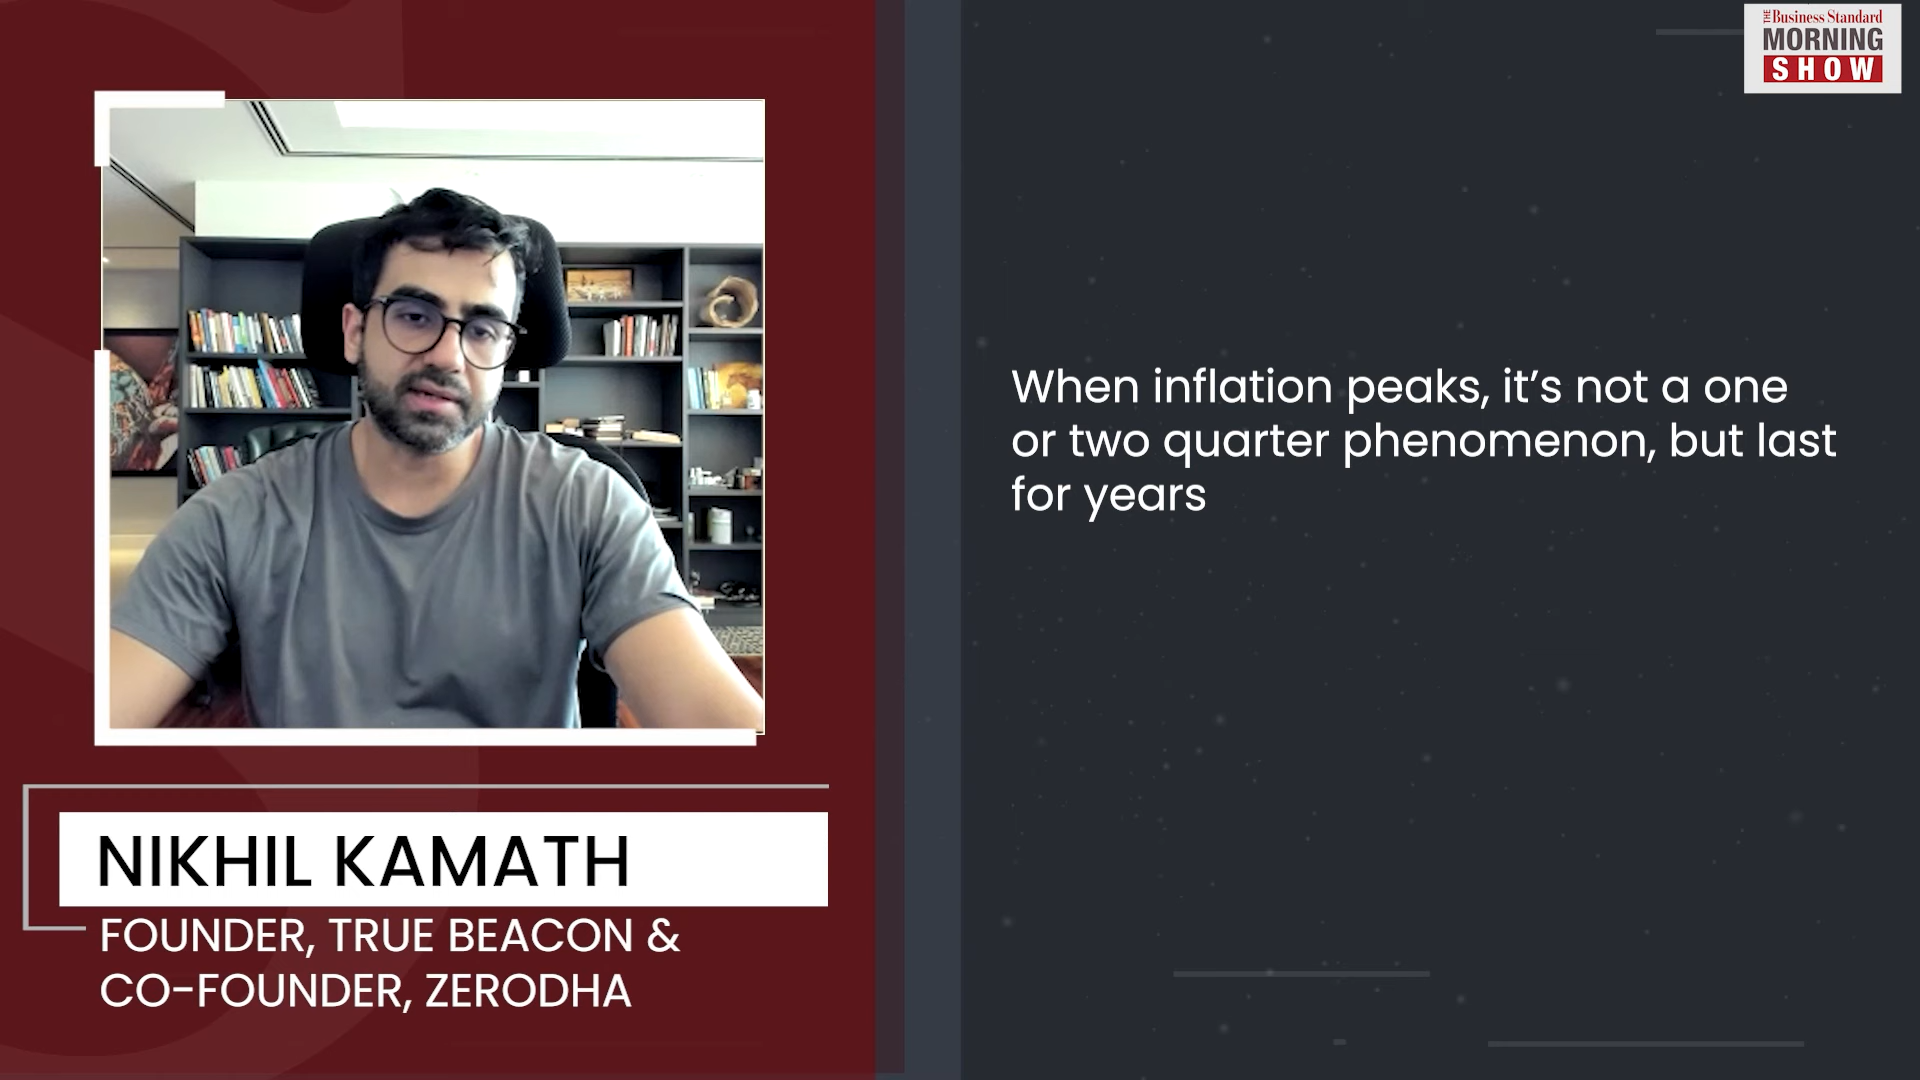 THE Business Standard
MORNING
SHOW
When inflation peaks, it's not a one
or two quarter phenomenon, but last
for years
NIKHIL KAMATH
FOUNDER, TRUE BEACON &
CO-FOUNDER, ZERODHA